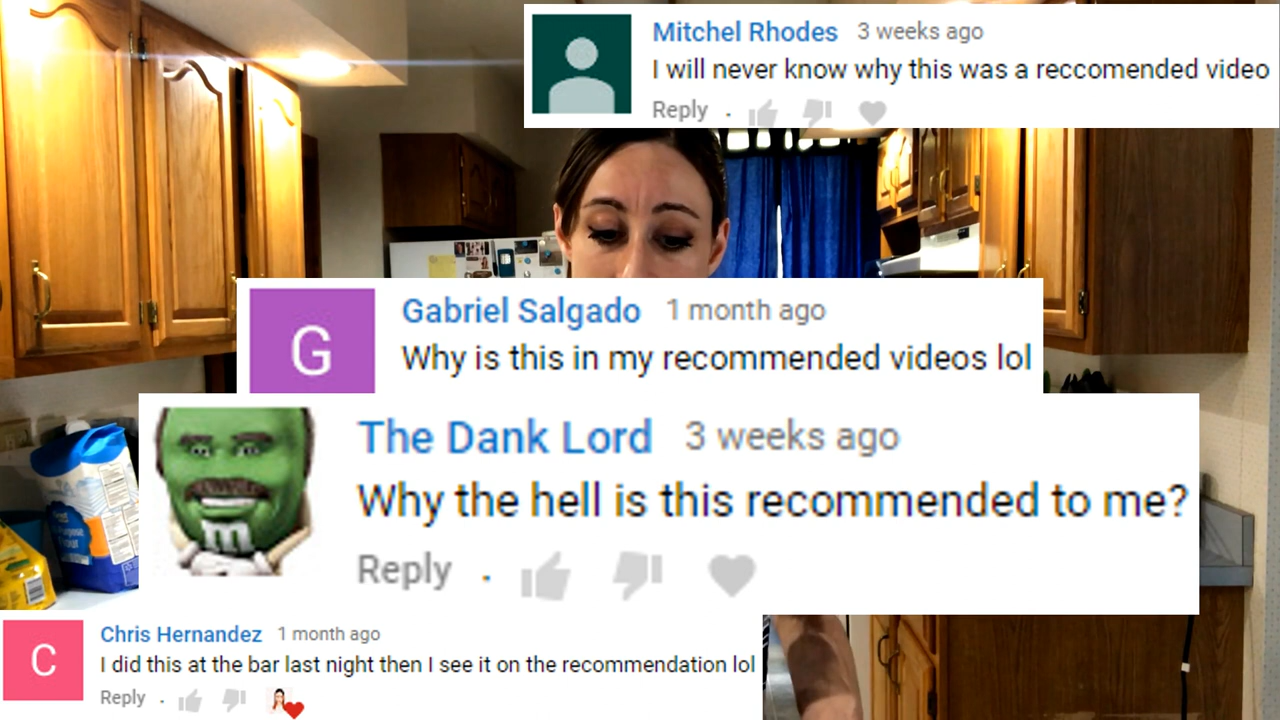 Mitchel Rhodes 3 weeks ago
I will never know why this was a reccomended video
Reply
G
Gabriel Salgado 1 month ago
Why is this in my recommended videos lol
The Dank Lord 3 weeks ago
Why the hell is this recommended to me?
m
Reply
C
Chris Hernandez 1 month ago
I did this at the bar last night then I see it on the recommendation lol
Reply